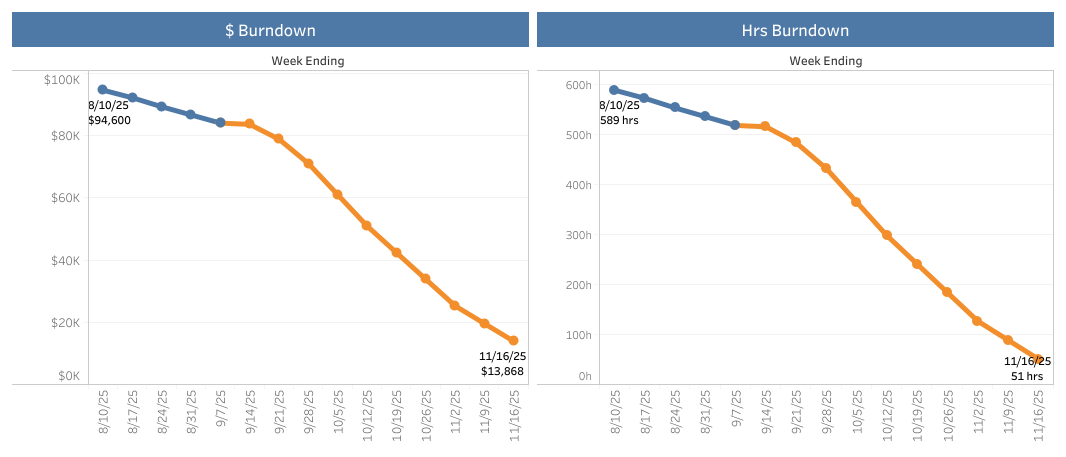 $ Burndown
Week Ending
$100K
$80K
$60K
$40K
$20K
$0K
8/10/25
$94,600
11/16/25
$13,868
8/10/25
8/17/25
8/24/25
8/31/25
9/7/25
9/14/25
9/21/25
9/28/25
10/5/25
10/12/25
10/19/25
10/26/25
11/2/25
11/9/25
11/16/25
Hrs Burndown
Week Ending
600h
500h
400h
300h
200h
100h
0h
8/10/25
589 hrs
11/16/25
51 hrs
8/10/25
8/17/25
8/24/25
8/31/25
9/7/25
9/14/25
9/21/25
9/28/25
10/5/25
10/12/25
10/19/25
10/26/25
11/2/25
11/9/25
11/16/25